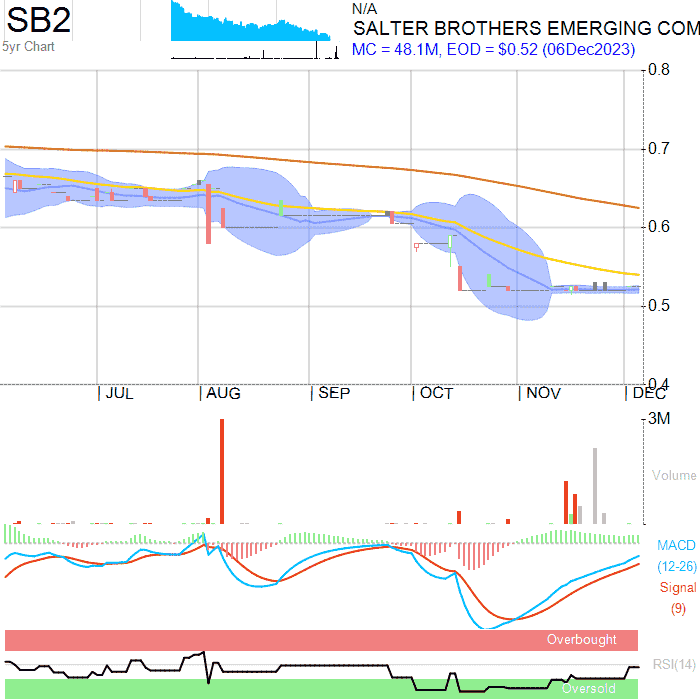 SB2
5yr Chart
N/A
SALTER BROTHERS EMERGING COM
MC = 48.1M, EOD = $0.52 (06Dec2023)
0.8
0.7
0.6
0.5
0.4
JUL AUG SEP OCT NOV DEC
3M
Volume
MACD
(12-26)
Signal
(9)
Overbought
RSI(14)
Oversold